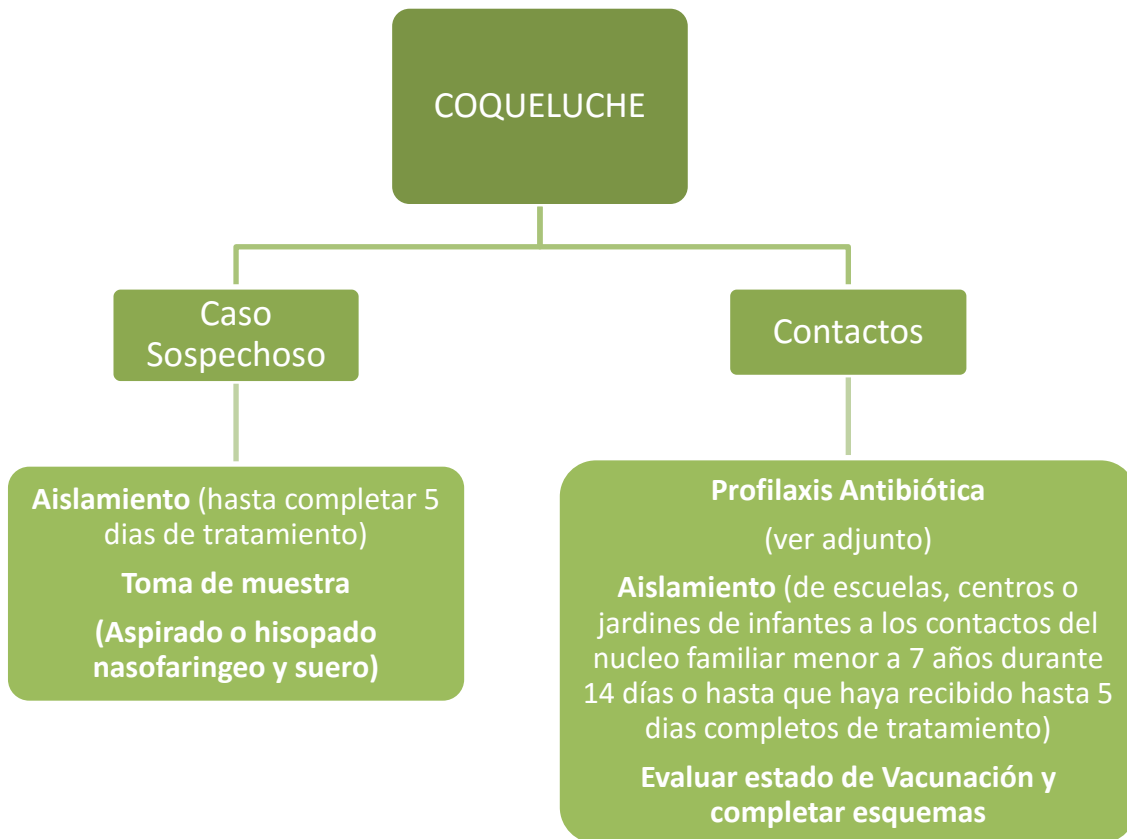 COQUELUCHE
Caso
Sospechoso
Contactos
Aislamiento (hasta completar 5
dias de tratamiento)
Toma de muestra
(Aspirado o hisopado
nasofaringeo y suero)
Profilaxis Antibiótica
(ver adjunto)
Aislamiento (de escuelas, centros o
jardines de infantes a los contactos del
nucleo familiar menor a 7 años durante
14 días o hasta que haya recibido hasta 5
dias completos de tratamiento)
Evaluar estado de Vacunación y
completar esquemas